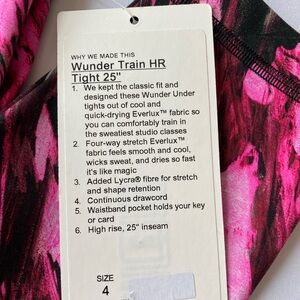 WHY WE MADE THIS
Wunder Train HR
Tight 25"
1. We kept the classic fit and
designed these Wunder Under
tights out of cool and
quick-drying Everlux™ fabric so
you can comfortably train in
the sweatiest studio classes
2. Four-way stretch Everlux™
fabric feels smooth and cool,
wicks sweat, and dries so fast
it's like magic
3. Added Lycra® fibre for stretch
and shape retention
4. Continuous drawcord
5. Waistband pocket holds your key
or card
6. High rise, 25" inseam
SIZE
4